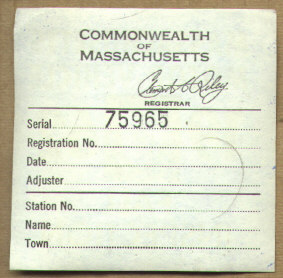 COMMONWEALTH
OF
MASSACHUSETTS
REGISTRAR
Serial 75965
Registration No.
Date
Adjuster
Station No.
Name
Town